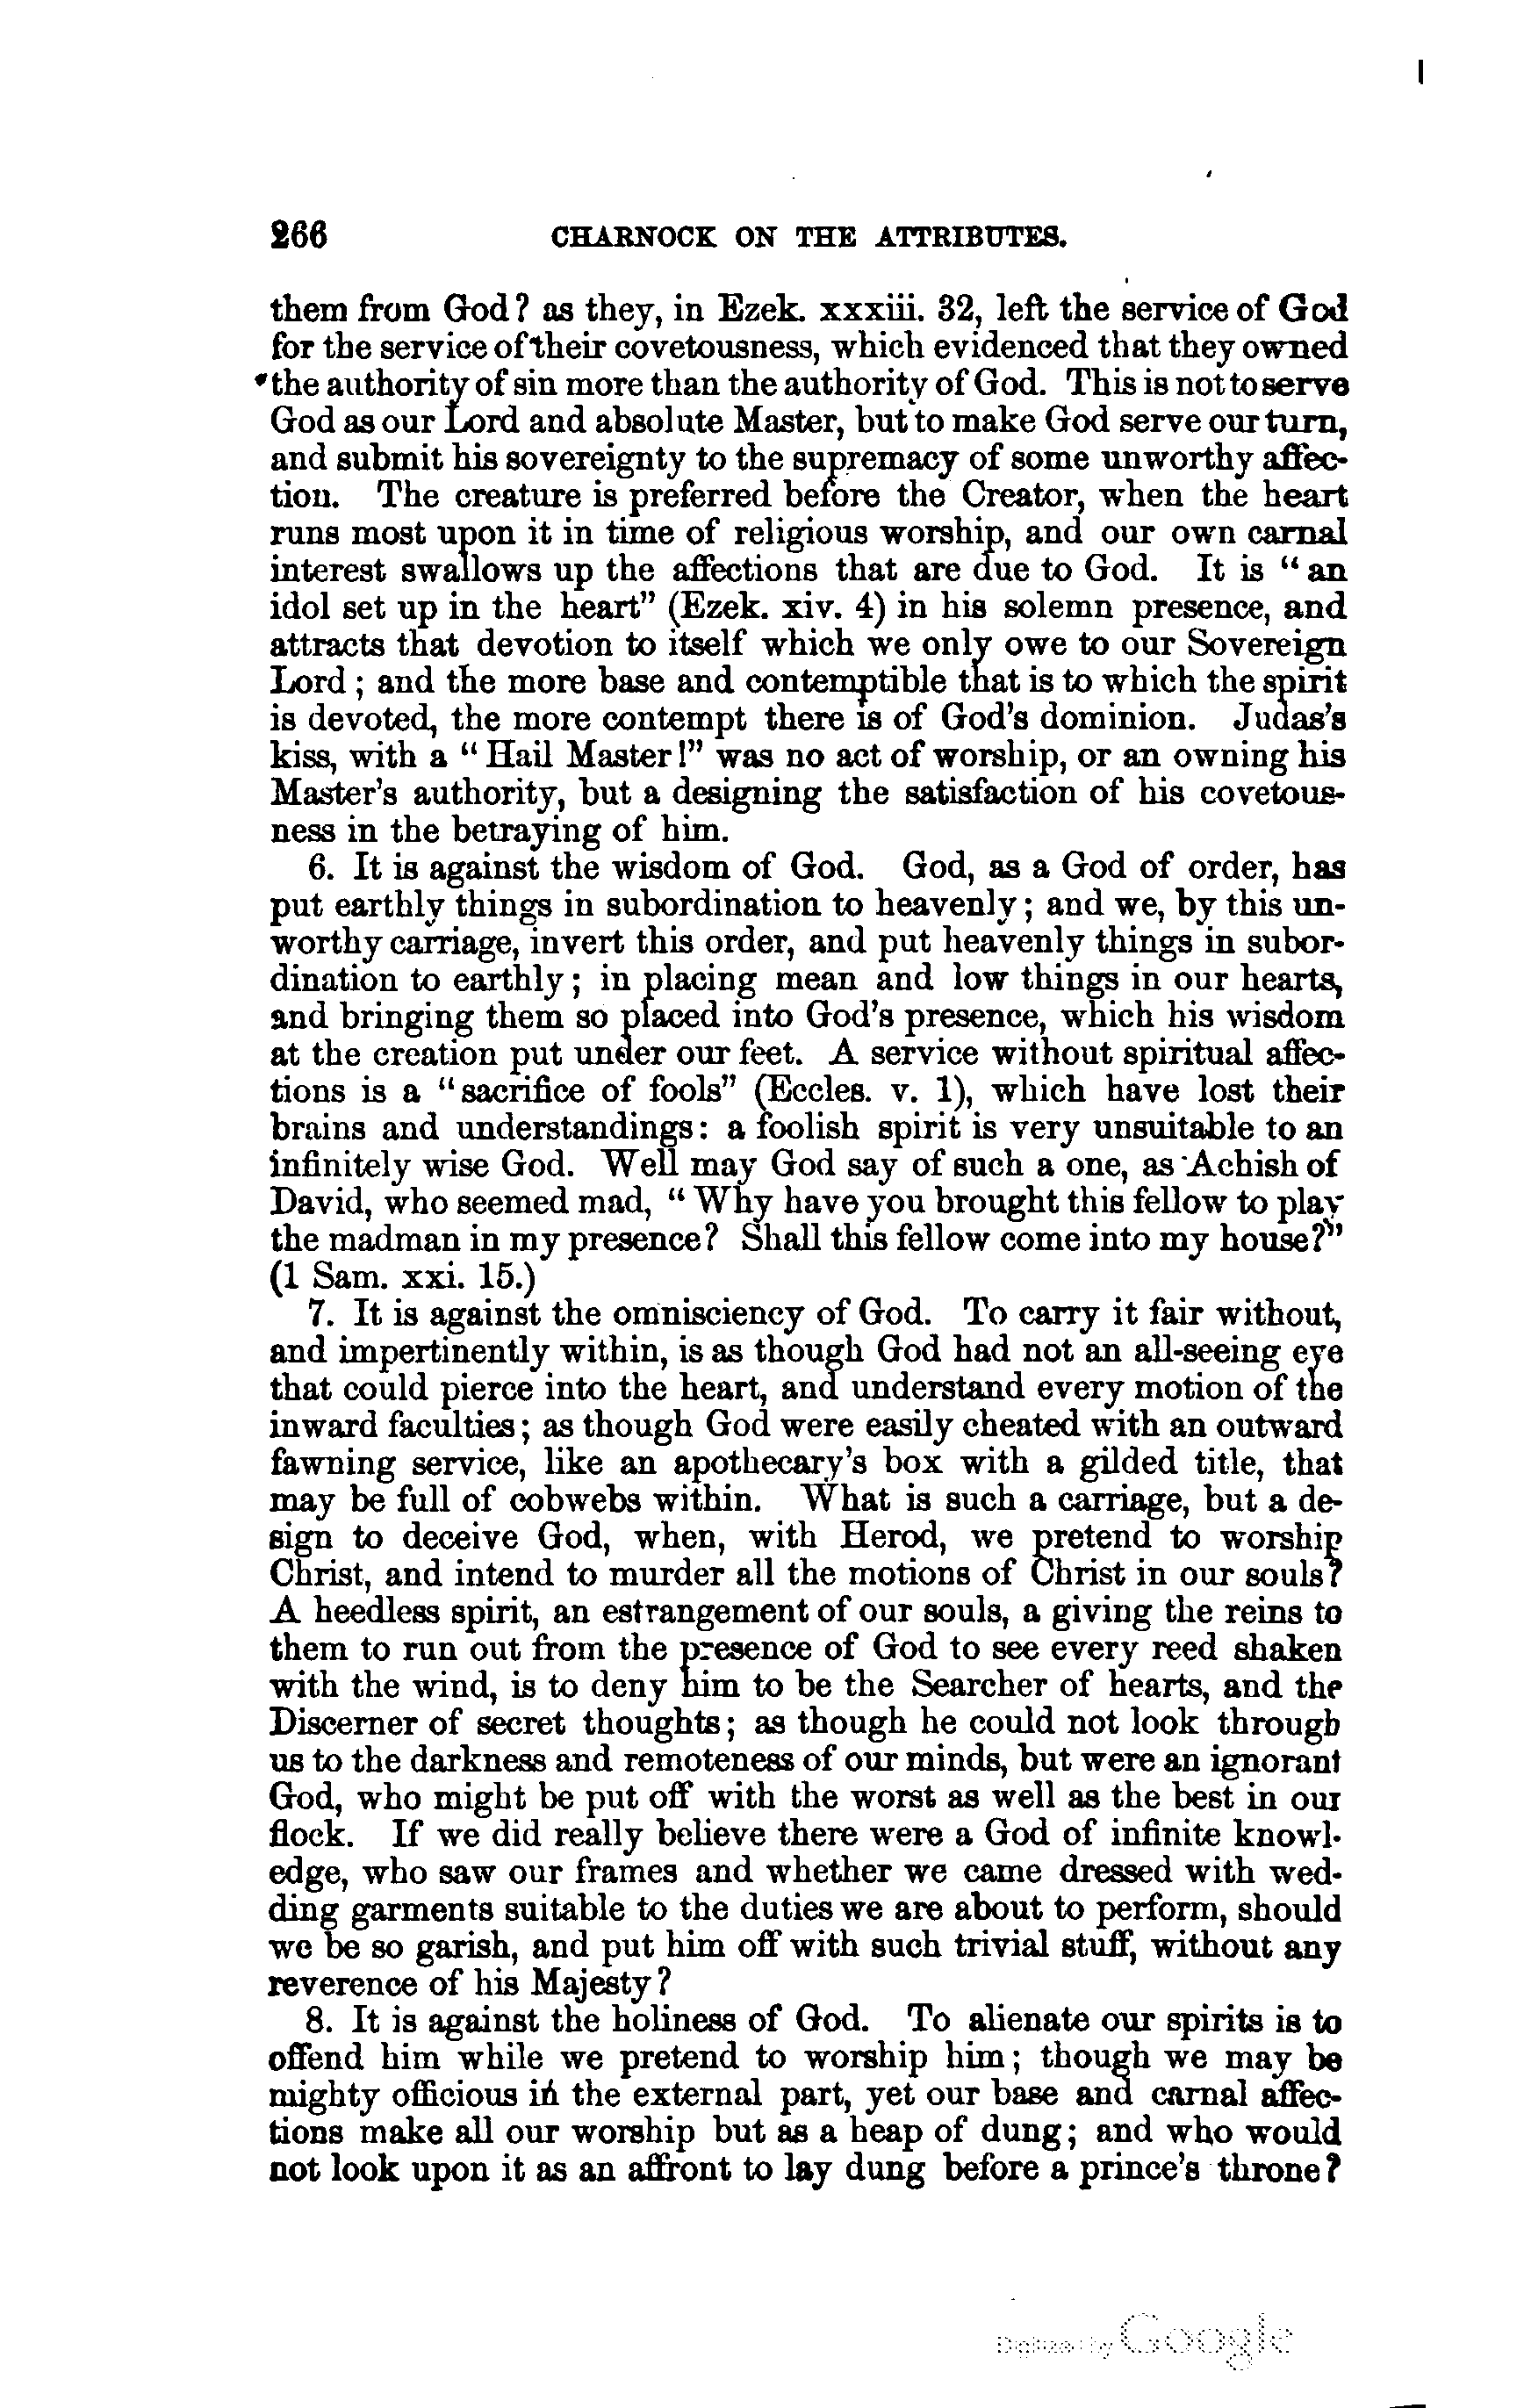 266 CHARNOCK ON THE ATTRIBUTES.
them from God? as they, in Ezek. xxxiii. 32, left the service of God
for the service of their covetousness, which evidenced that they owned
the authority of sin more than the authority of God. This is not to serve
God as our Lord and absolute Master, but to make God serve our turn,
and submit his sovereignty to the supremacy of some unworthy affec-
tion. The creature is preferred before the Creator, when the heart
runs most upon it in time of religious worship, and our own carnal
interest swallows up the affections that are due to God. It is “an
idol set up in the heart” (Ezek. xiv. 4) in his solemn presence, and
attracts that devotion to itself which we only owe to our Sovereign
Lord; and the more base and contemptible that is to which the spirit
is devoted, the more contempt there is of God's dominion. Judas's
kiss, with a “Hail Master!” was no act of worship, or an owning his
Master's authority, but a designing the satisfaction of his covetous-
ness in the betraying of him.
6. It is against the wisdom of God. God, as a God of order, has
put earthly things in subordination to heavenly; and we, by this un-
worthy carriage, invert this order, and put heavenly things in subor-
dination to earthly; in placing mean and low things in our hearts,
and bringing them so placed into God's presence, which his wisdom
at the creation put under our feet. A service without spiritual affec-
tions is a “sacrifice of fools” (Eccles. v. 1), which have lost their
brains and understandings: a foolish spirit is very unsuitable to an
infinitely wise God. Well may God say of such a one, as Achish of
David, who seemed mad, “Why have you brought this fellow to play
the madman in my presence? Shall this fellow come into my house?”
(1 Sam. xxi. 15.)
7. It is against the omnisciency of God. To carry it fair without,
and impertinently within, is as though God had not an all-seeing eye
that could pierce into the heart, and understand every motion of the
inward faculties; as though God were easily cheated with an outward
fawning service, like an apothecary's box with a gilded title, that
may be full of cobwebs within. What is such a carriage, but a de-
sign to deceive God, when, with Herod, we pretend to worship
Christ, and intend to murder all the motions of Christ in our souls?
A heedless spirit, an estrangement of our souls, a giving the reins to
them to run out from the presence of God to see every reed shaken
with the wind, is to deny him to be the Searcher of hearts, and the
Discerner of secret thoughts; as though he could not look through
us to the darkness and remoteness of our minds, but were an ignorant
God, who might be put off with the worst as well as the best in our
flock. If we did really believe there were a God of infinite knowl-
edge, who saw our frames and whether we came dressed with wed-
ding garments suitable to the duties we are about to perform, should
we be so garish, and put him off with such trivial stuff, without any
reverence of his Majesty?
8. It is against the holiness of God. To alienate our spirits is to
offend him while we pretend to worship him; though we may be
mighty officious in the external part, yet our base and carnal affec-
tions make all our worship but as a heap of dung; and who would
not look upon it as an affront to lay dung before a prince's throne?
Digitized by Google